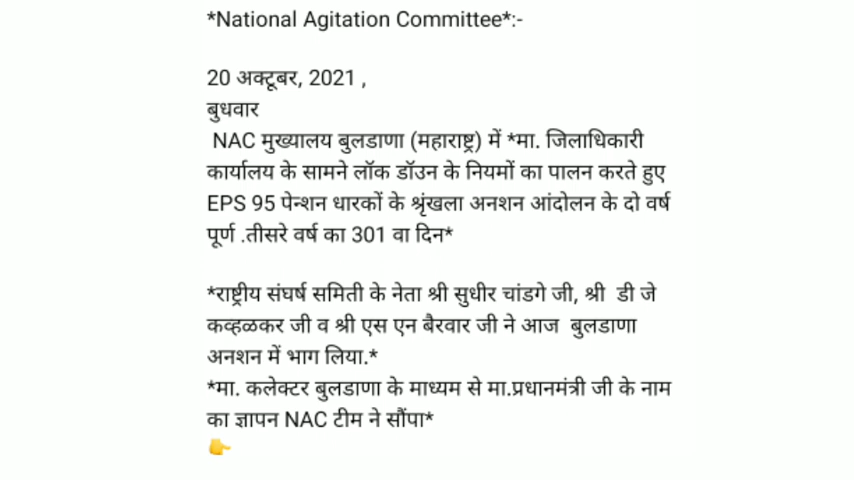 *National Agitation Committee*:-
20 अक्टूबर, 2021 ,
बुधवार
NAC मुख्यालय बुलडाणा (महाराष्ट्र) में *मा. जिलाधिकारी
कार्यालय के सामने लॉक डॉउन के नियमों का पालन करते हुए
EPS 95 पेन्शन धारकों के श्रृंखला अनशन आंदोलन के दो वर्ष
पूर्ण .तीसरे वर्ष का 301 वा दिन*
*राष्ट्रीय संघर्ष समिती के नेता श्री सुधीर चांडगे जी, श्री डी जे
कव्हळकर जी व श्री एस एन बैरवार जी ने आज बुलडाणा
अनशन में भाग लिया.*
*मा. कलेक्टर बुलडाणा के माध्यम से मा.प्रधानमंत्री जी के नाम
का ज्ञापन NAC टीम ने सौंपा*
👉